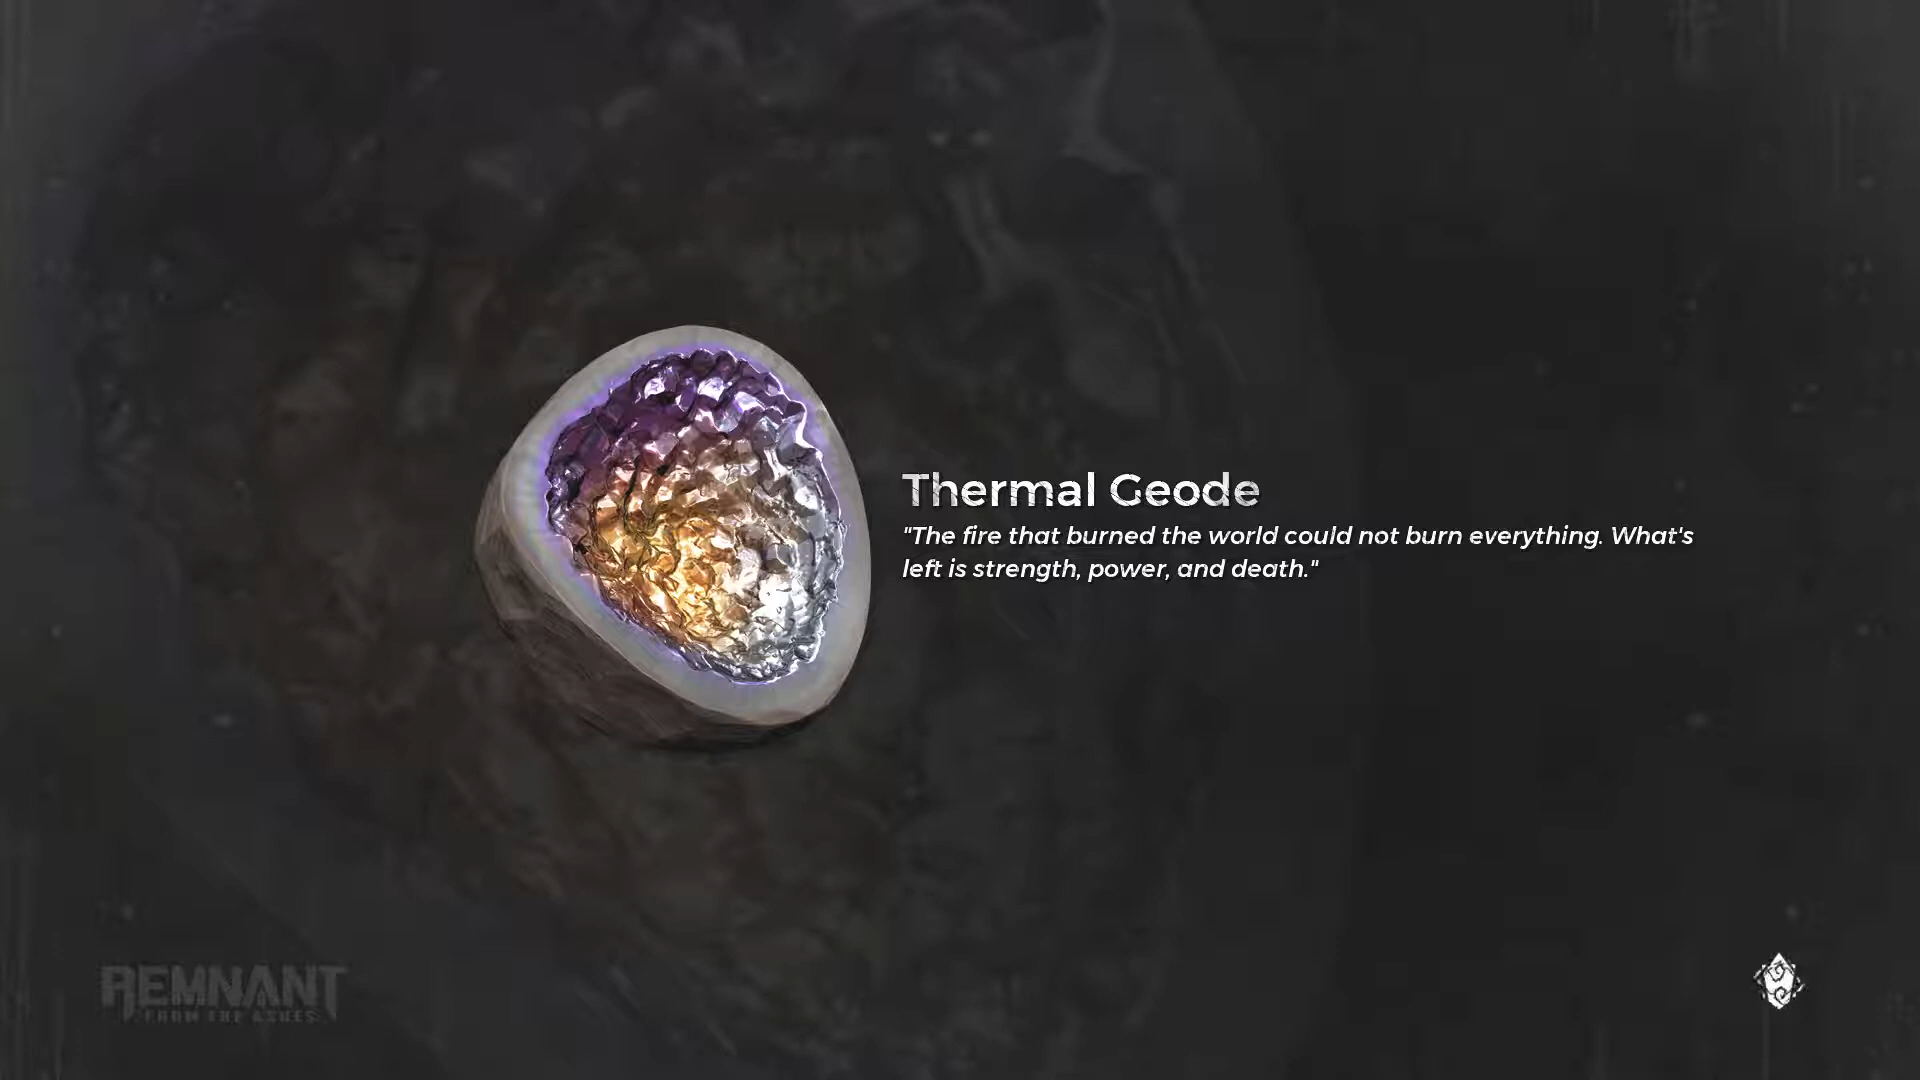 Thermal Geode
"The fire that burned the world could not burn everything. What's
left is strength, power, and death."
REMNANT
FROM THE ASHES